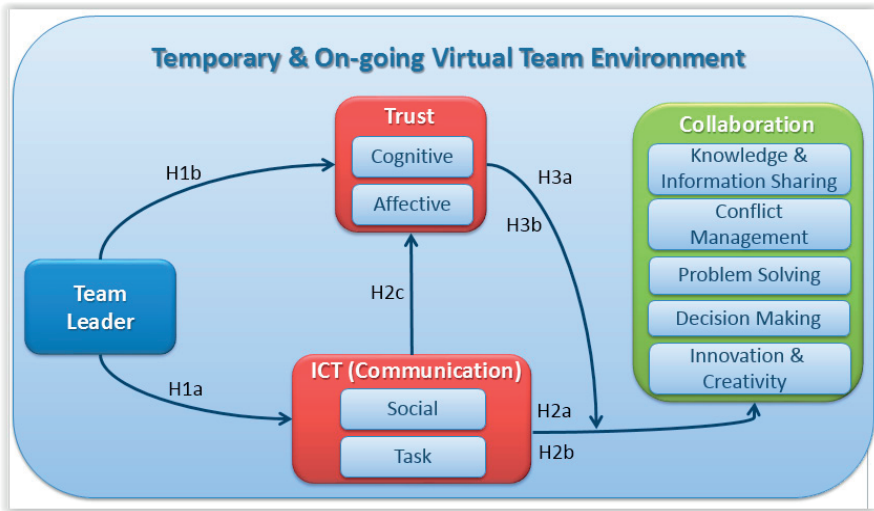 Temporary & On-going Virtual Team Environment
Trust
Cognitive
Affective
Collaboration
Knowledge &
Information Sharing
Conflict
Management
Problem Solving
Decision Making
Innovation &
Creativity
H1b
H3a
H3b
Team
Leader
H2c
H1a
ICT (Communication)
Social
Task
H2a
H2b